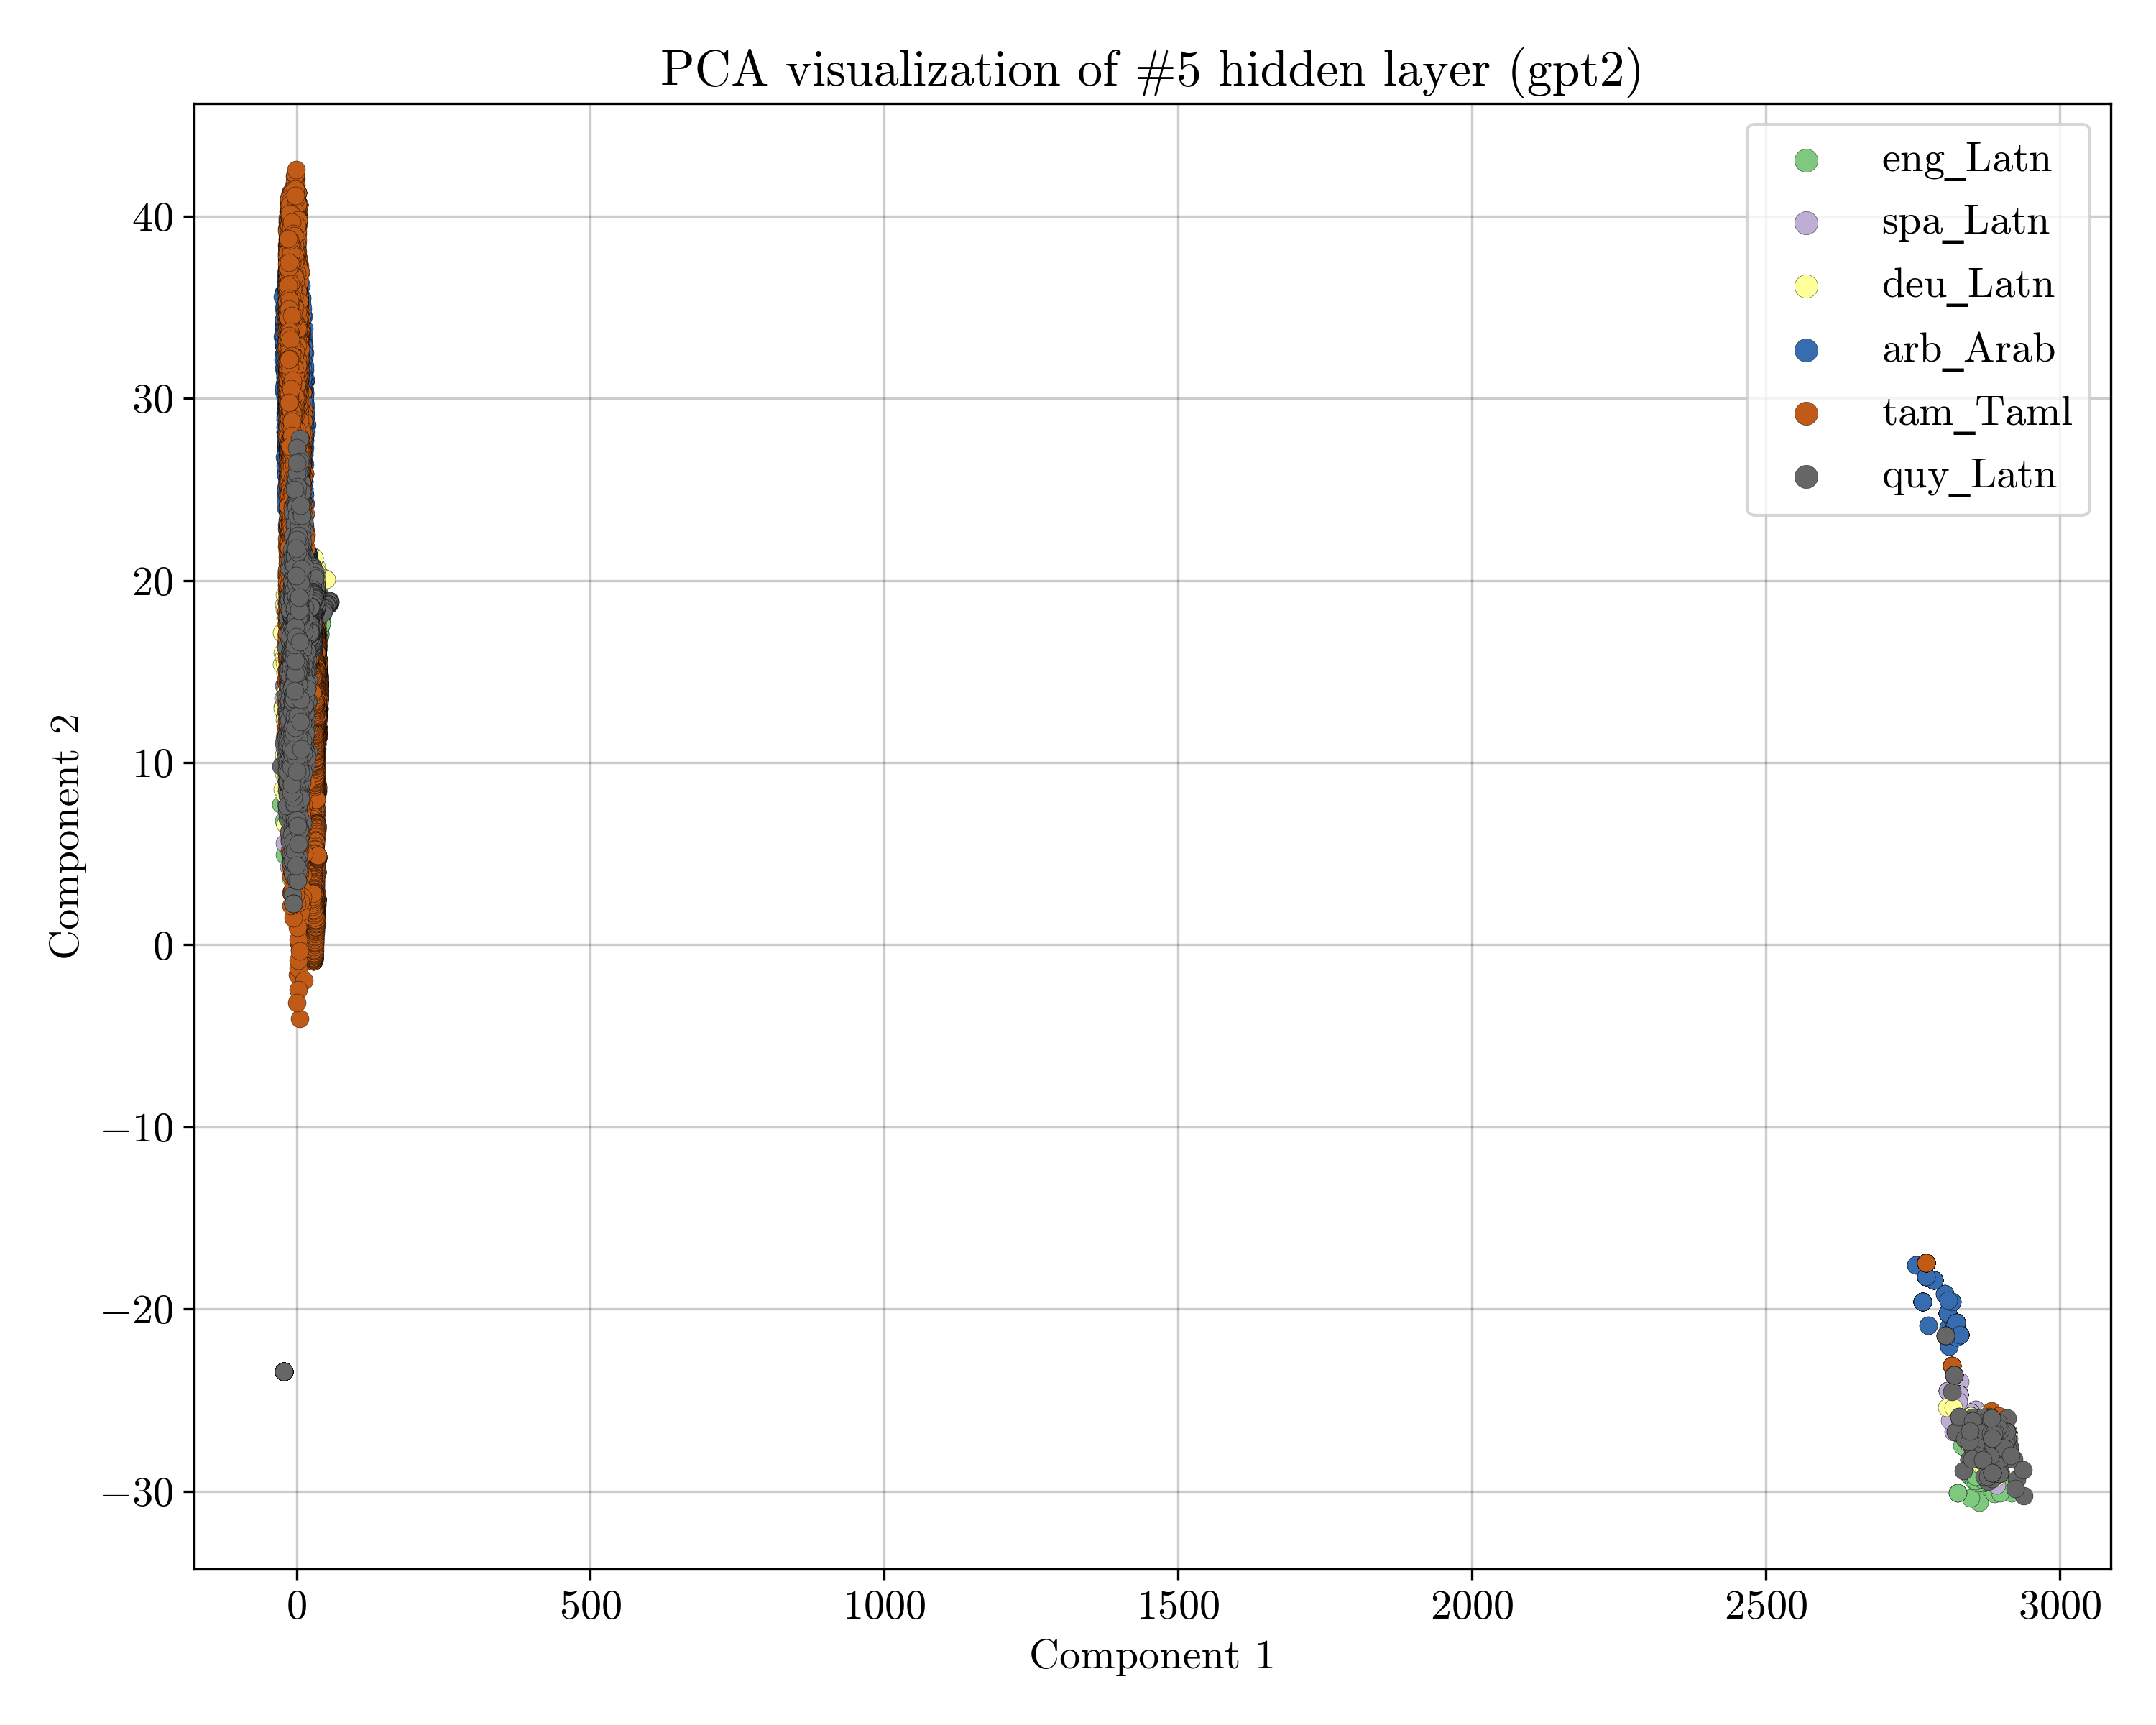 PCA visualization of #5 hidden layer (gpt2)
eng_Latn
spa_Latn
deu_Latn
arb_Arab
tam_Taml
quy_Latn
40
30
20
10
0
−10
−20
−30
Component 2
0 500 1000 1500 2000 2500 3000
Component 1